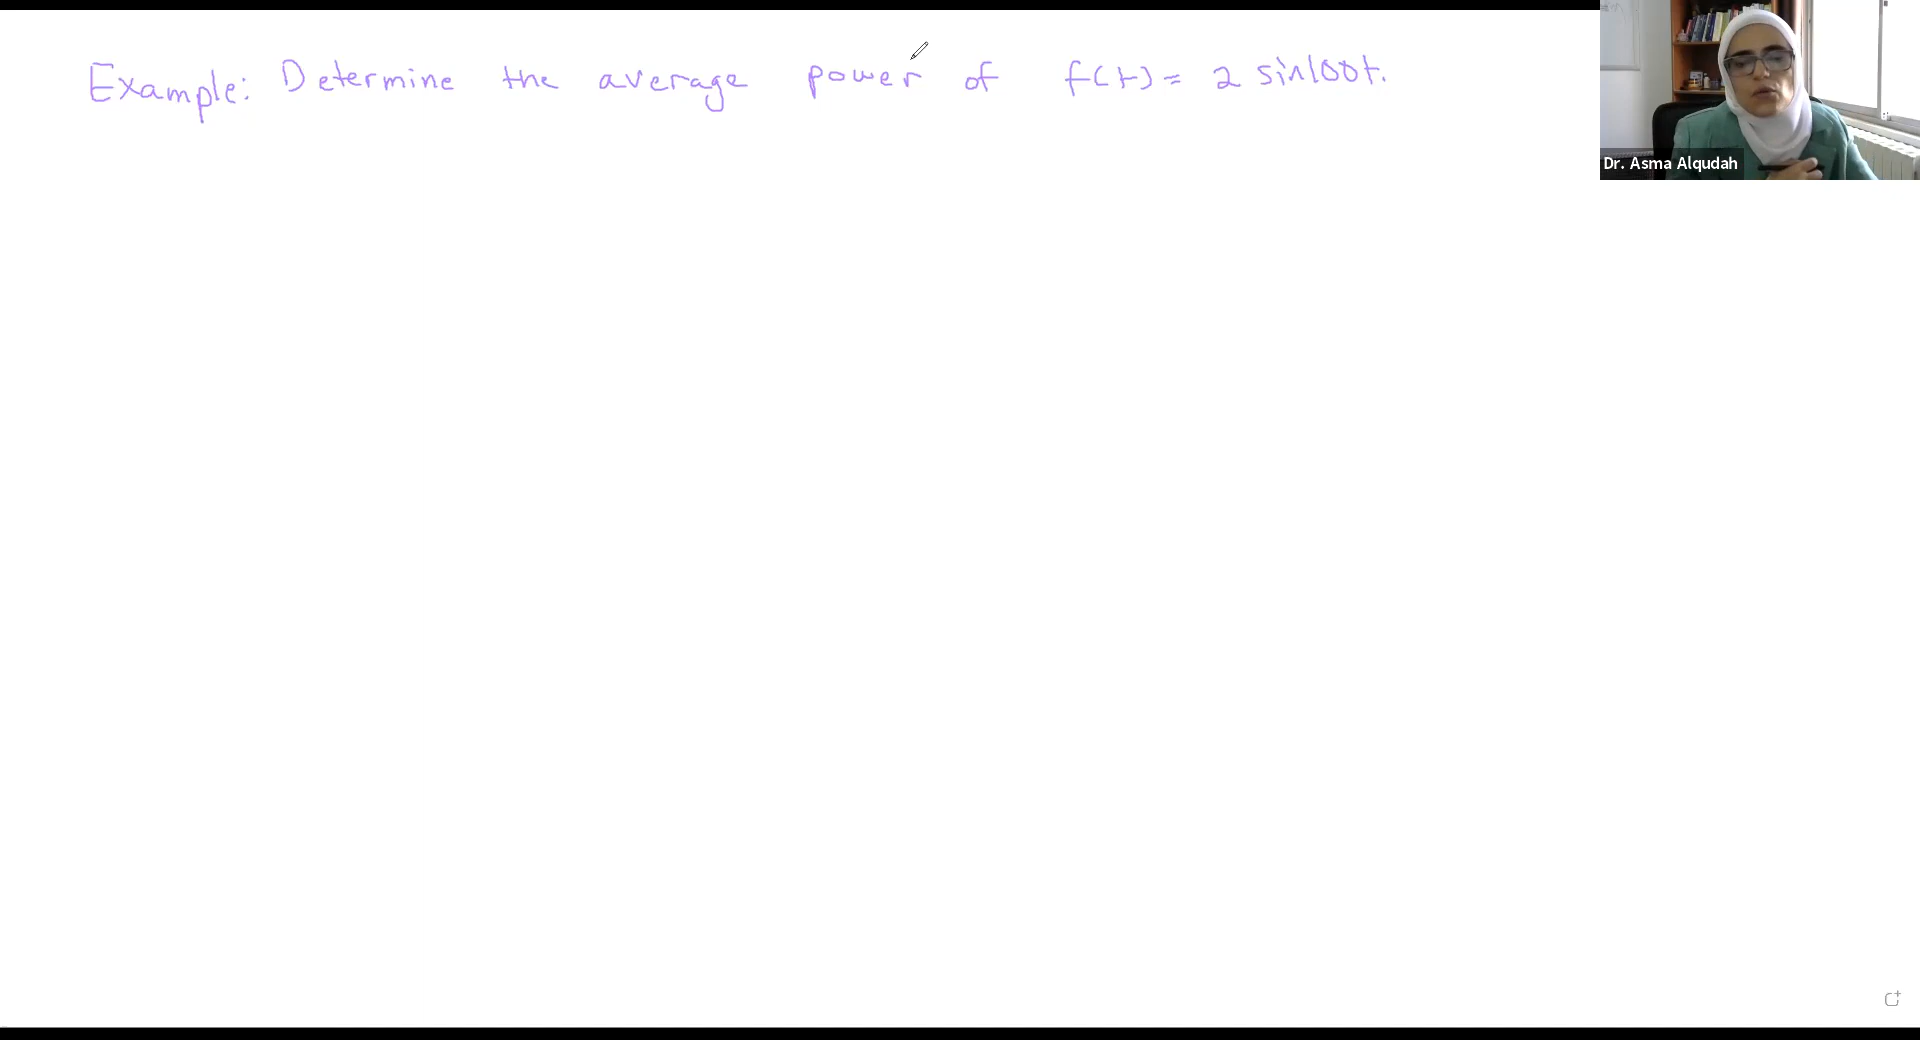 Example: Determine the average power of f(t) = 2 sin100t.
Dr. Asma Alqudah